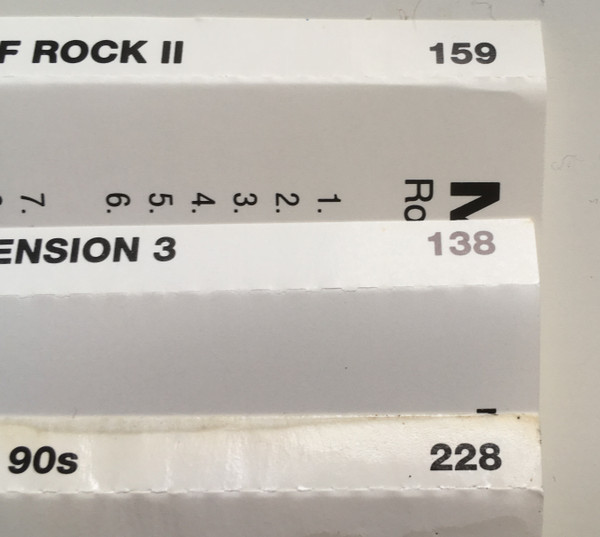 F ROCK II 159
7. 6. 5. 4. 3. 2. 1. Ro
ENSION 3 138
90s 228